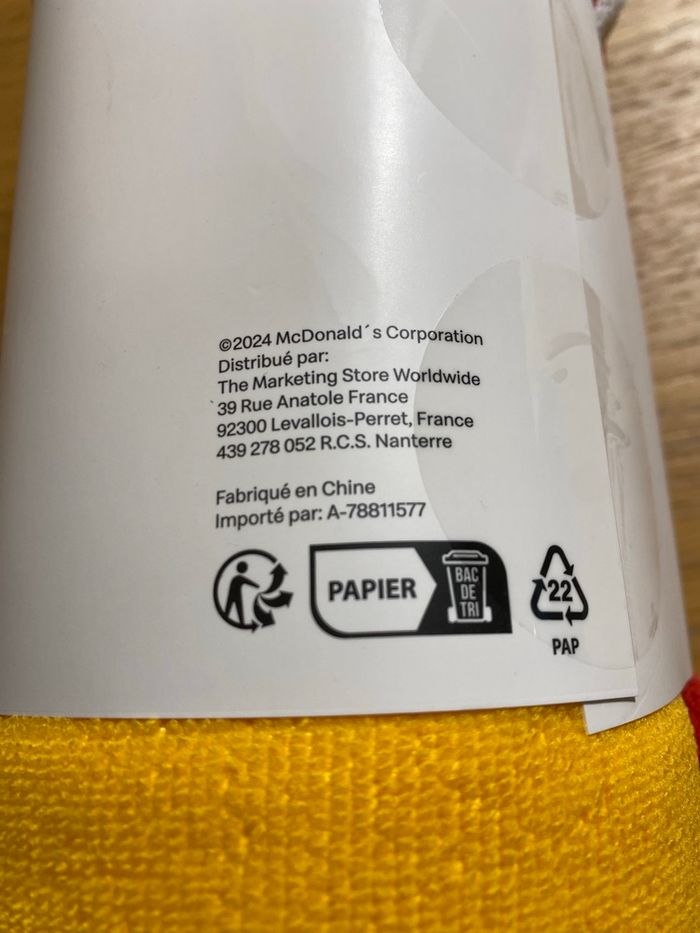 ©2024 McDonald´s Corporation
Distribué par:
The Marketing Store Worldwide
39 Rue Anatole France
92300 Levallois-Perret, France
439 278 052 R.C.S. Nanterre
Fabriqué en Chine
Importé par: A-78811577
PAPIER
BAC
DE
TRI
22
PAP